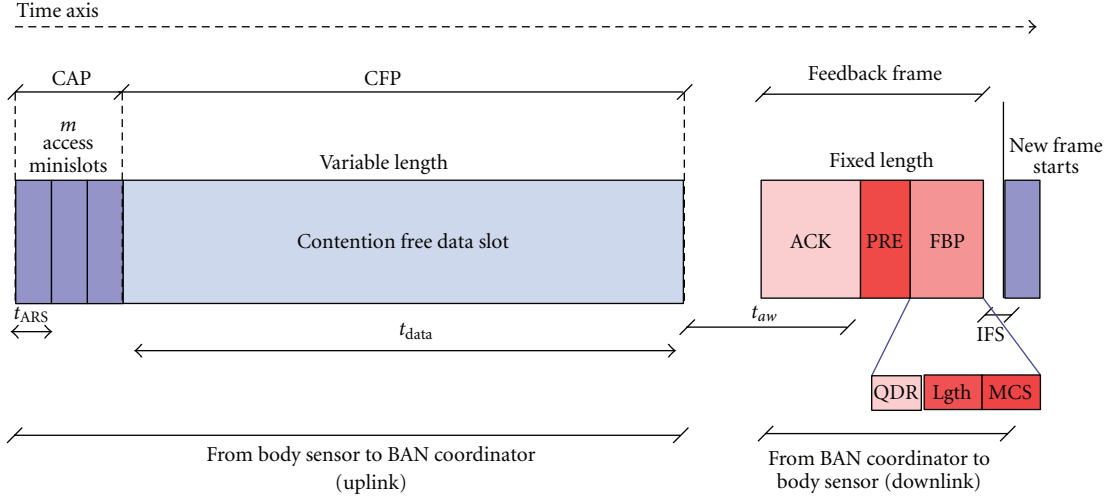 Time axis
CAP
CFP
Feedback frame
m
access
minislots
Variable length
Fixed length
New frame
starts
Contention free data slot
ACK
PRE
FBP
tARS
tdata
taw
IFS
QDR
Lgth
MCS
From body sensor to BAN coordinator
(uplink)
From BAN coordinator to
body sensor (downlink)